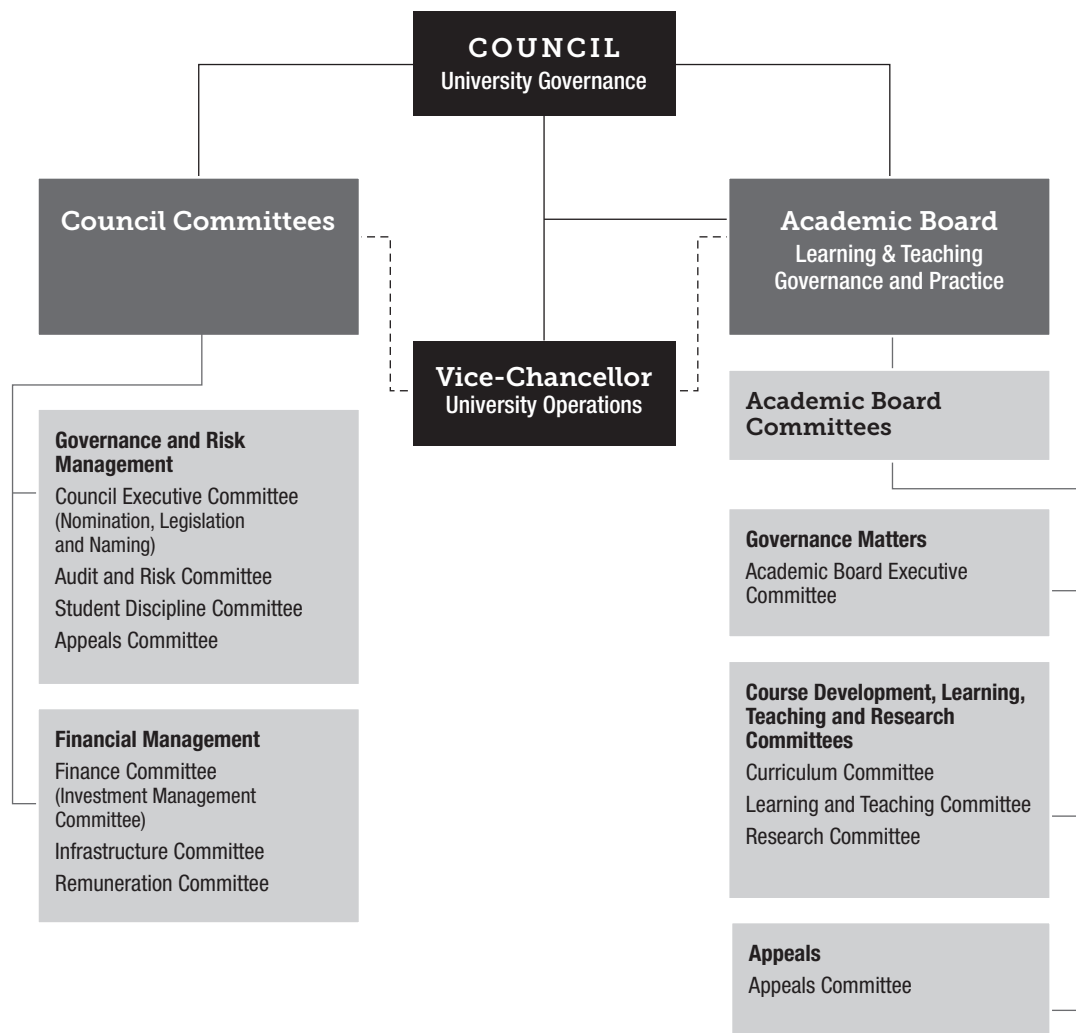 COUNCIL
University Governance
Council Committees
Academic Board
Learning & Teaching
Governance and Practice
Vice-Chancellor
University Operations
Governance and Risk
Management
Council Executive Committee
(Nomination, Legislation
and Naming)
Audit and Risk Committee
Student Discipline Committee
Appeals Committee
Financial Management
Finance Committee
(Investment Management
Committee)
Infrastructure Committee
Remuneration Committee
Academic Board
Committees
Governance Matters
Academic Board Executive
Committee
Course Development, Learning,
Teaching and Research
Committees
Curriculum Committee
Learning and Teaching Committee
Research Committee
Appeals
Appeals Committee